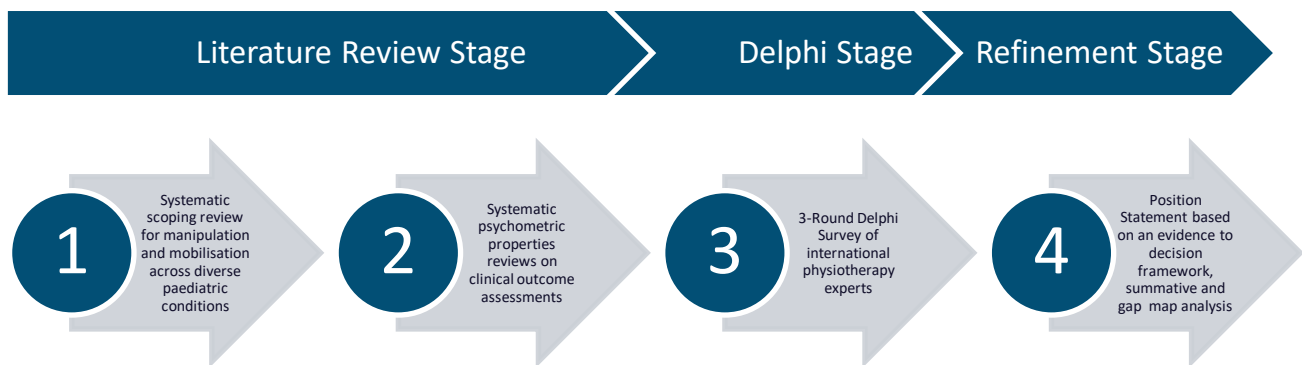 Literature Review Stage
Delphi Stage
Refinement Stage
1
Systematic
scoping review
for manipulation
and mobilisation
across diverse
paediatric
conditions
2
Systematic
psychometric
properties
reviews on
clinical outcome
assessments
3
3-Round Delphi
Survey of
international
physiotherapy
experts
4
Position
Statement based
on an evidence to
decision
framework,
summative and
gap map analysis